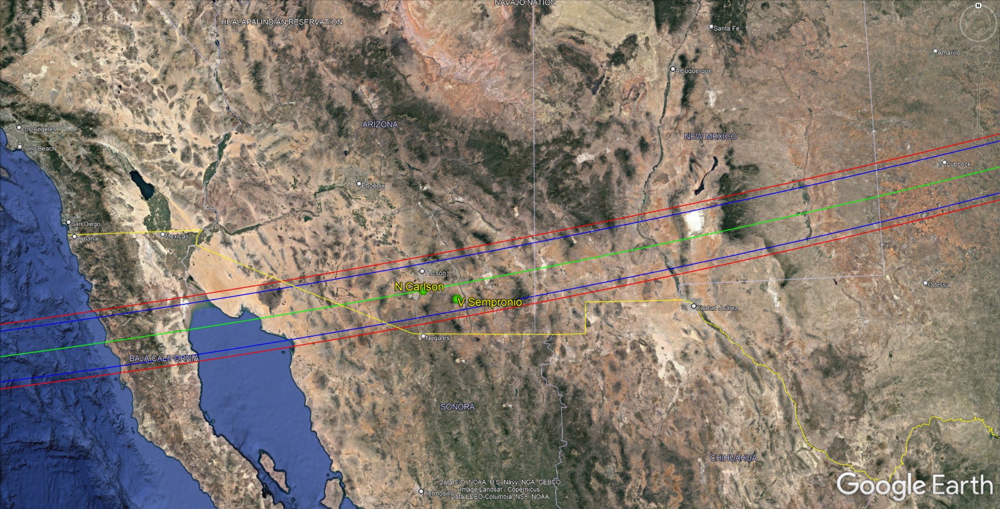 NAVAJO NATION
N
HUALAPAI INDIAN RESERVATION
Santa Fe
Amarillo
Albuquerque
ARIZONA
Los Angeles
NEW MEXICO
Long Beach
Lubbock
Phoenix
San Diego
Mexicali
Tijuana
Tucson
N Carlson
Odessa
V Sempronio
Ciudad Juárez
Nogales
BAJA CALIFORNIA
SONORA
CHIHUAHUA
Data SIO, NOAA, U.S. Navy, NGA, GEBCO
Image Landsat / Copernicus
Hermosillo
Data LDEO-Columbia, NSF, NOAA
Google Earth